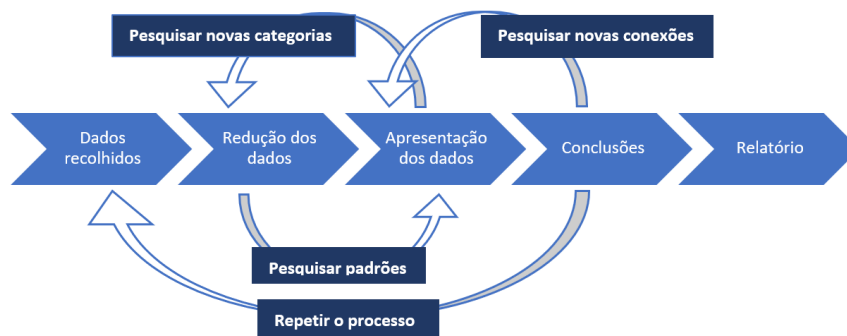 Pesquisar novas categorias
Pesquisar novas conexões
Dados
recolhidos
Redução dos
dados
Apresentação
dos dados
Conclusões
Relatório
Pesquisar padrões
Repetir o processo